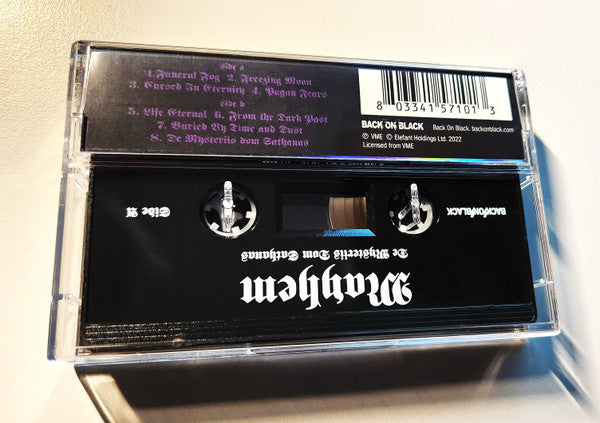 side a
1. Funeral Fog 2. Freezing Moon
3. Cursed In Eternity 4. Pagan Fears
side b
5. Life Eternal 6. From the Dark Past
7. Buried By Time and Dust
8. De Mysteriis dom Sathanas
8 03341 57101 3
BACK ON BLACK Back On Black. backonblack.com
℗ VME © Elefant Holdings Ltd. 2022
Licensed from VME
Mayhem
De Mysteriis Dom Sathanas
Side A
BACK ON BLACK